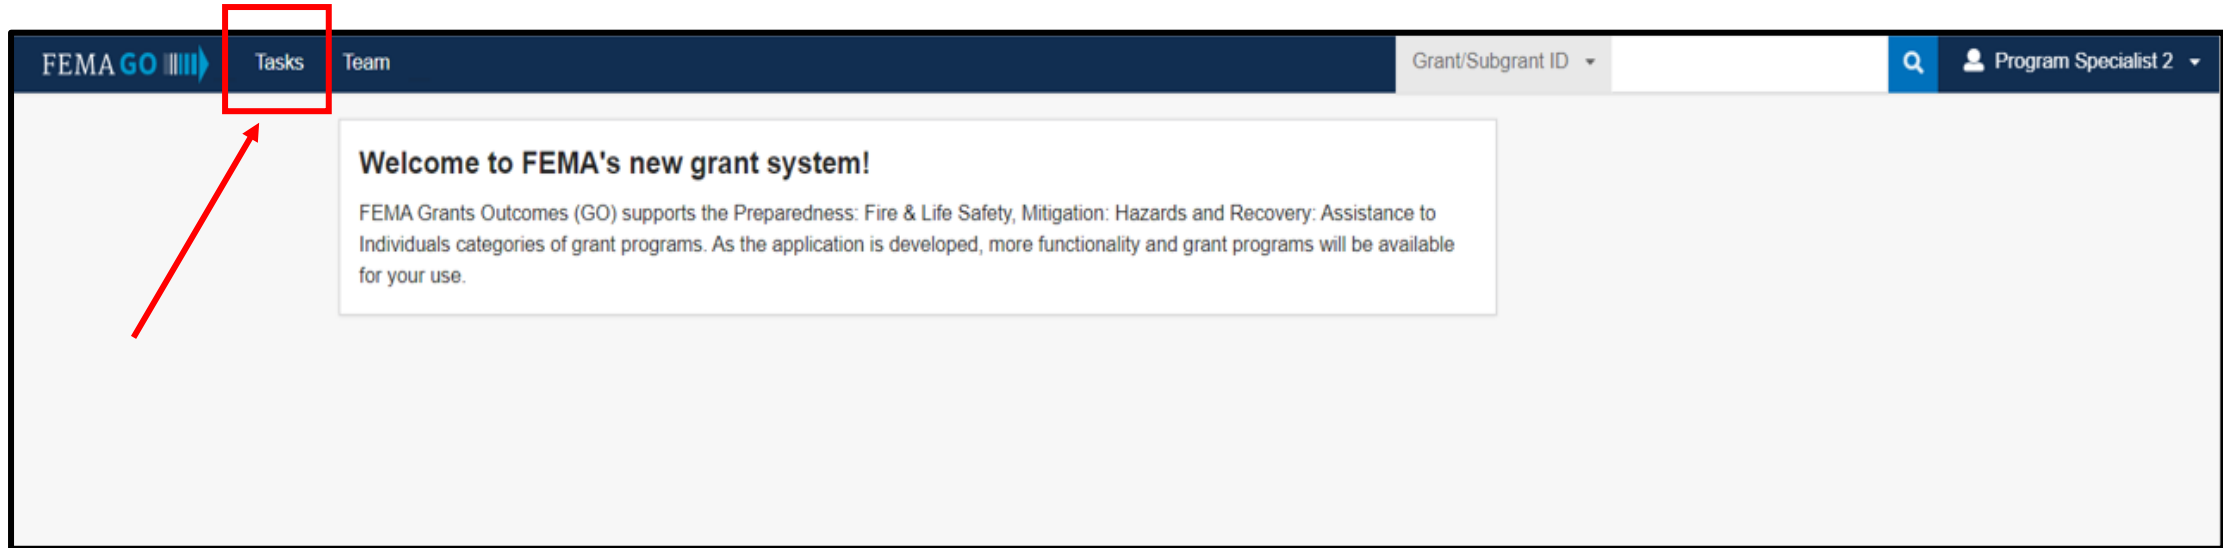 FEMA GO Tasks Team Grant/Subgrant ID Program Specialist 2
Welcome to FEMA's new grant system!
FEMA Grants Outcomes (GO) supports the Preparedness: Fire & Life Safety, Mitigation: Hazards and Recovery: Assistance to
Individuals categories of grant programs. As the application is developed, more functionality and grant programs will be available
for your use.